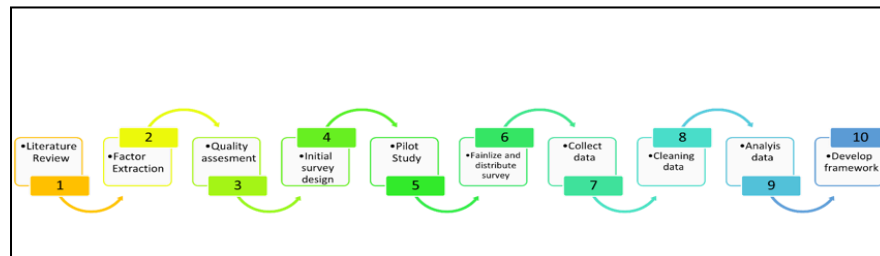 •Literature
Review
1
2
•Factor
Extraction
•Quality
assesment
3
4
•Initial
survey
design
•Pilot
Study
5
6
•Fainlize and
distribute
survey
•Collect
data
7
8
•Cleaning
data
•Analyis
data
9
10
•Develop
framework